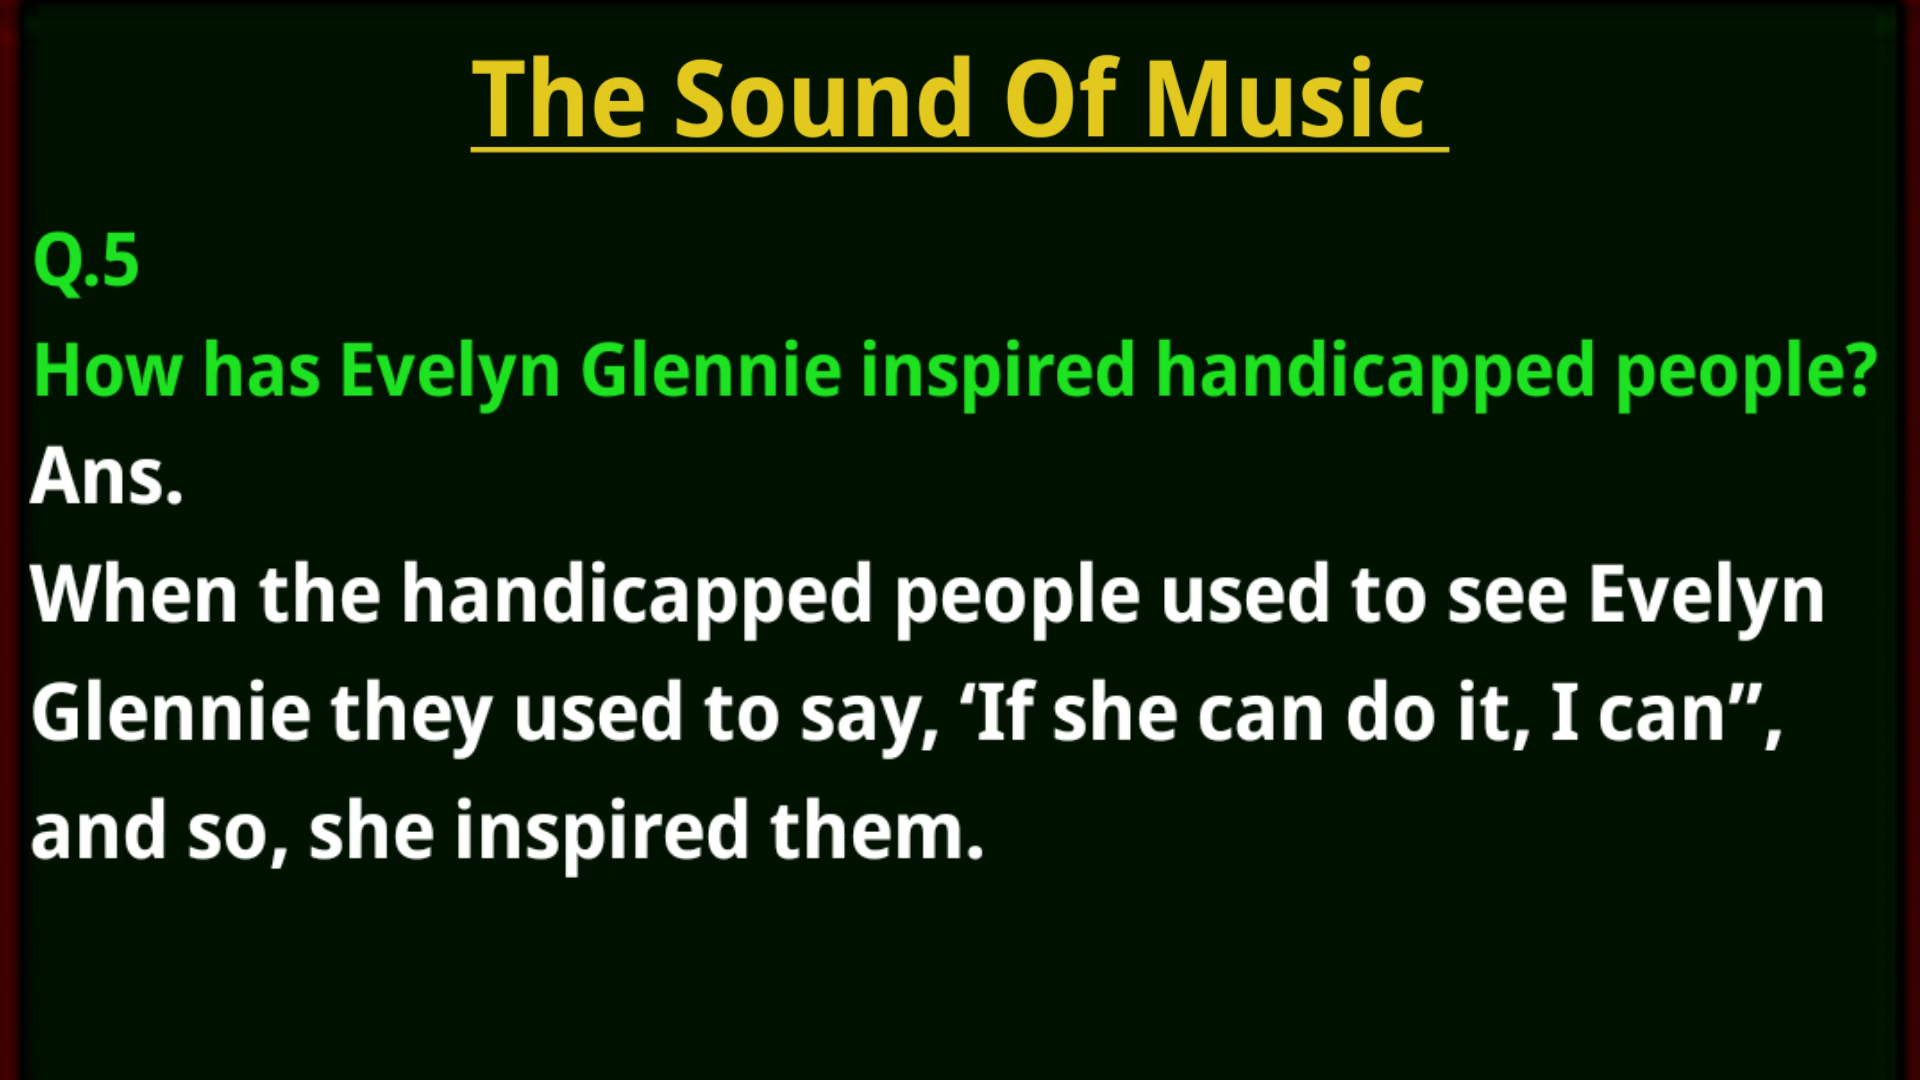 The Sound Of Music
Q.5
How has Evelyn Glennie inspired handicapped people?
Ans.
When the handicapped people used to see Evelyn
Glennie they used to say, ‘If she can do it, I can”,
and so, she inspired them.